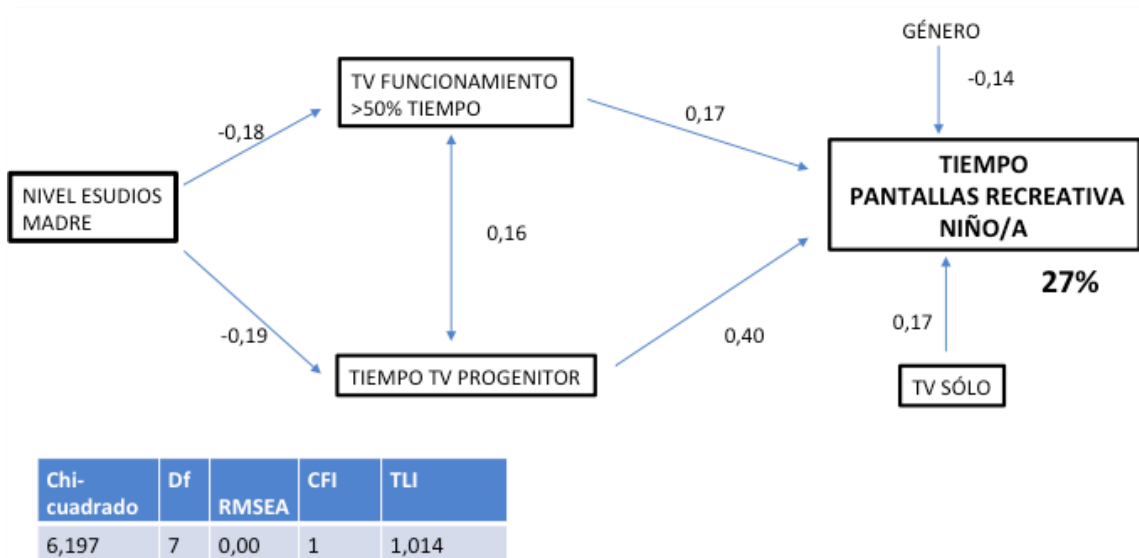 GÉNERO
-0,14
TV FUNCIONAMIENTO
>50% TIEMPO
-0,18
0,17
NIVEL ESUDIOS
MADRE
0,16
TIEMPO
PANTALLAS RECREATIVA
NIÑO/A
27%
-0,19
0,40
0,17
TIEMPO TV PROGENITOR
TV SÓLO
Chi-
cuadrado
Df
RMSEA
CFI
TLI
6,197
7
0,00
1
1,014